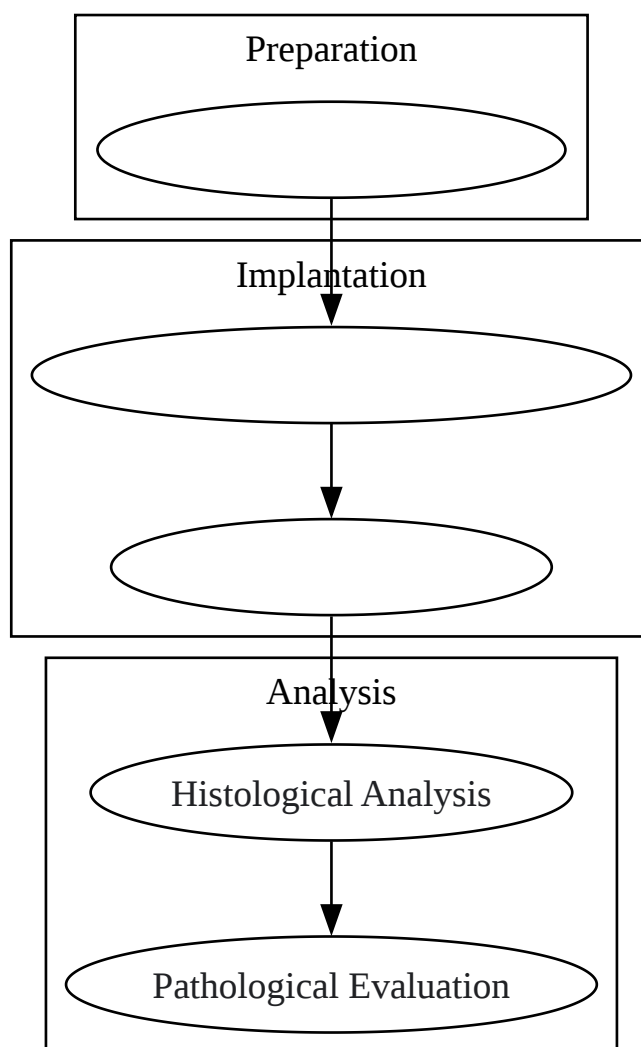 Preparation
Implantation
Analysis
Histological Analysis
Pathological Evaluation